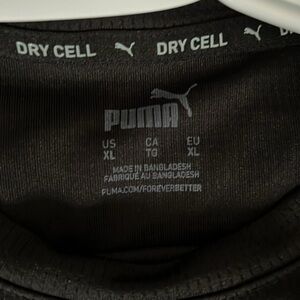 DRY CELL DRY CELL
PUMA
US CA EU
XL TG XL
MADE IN BANGLADESH
FABRIQUE AU BANGLADESH
PUMA.COM/FOREVERBETTER